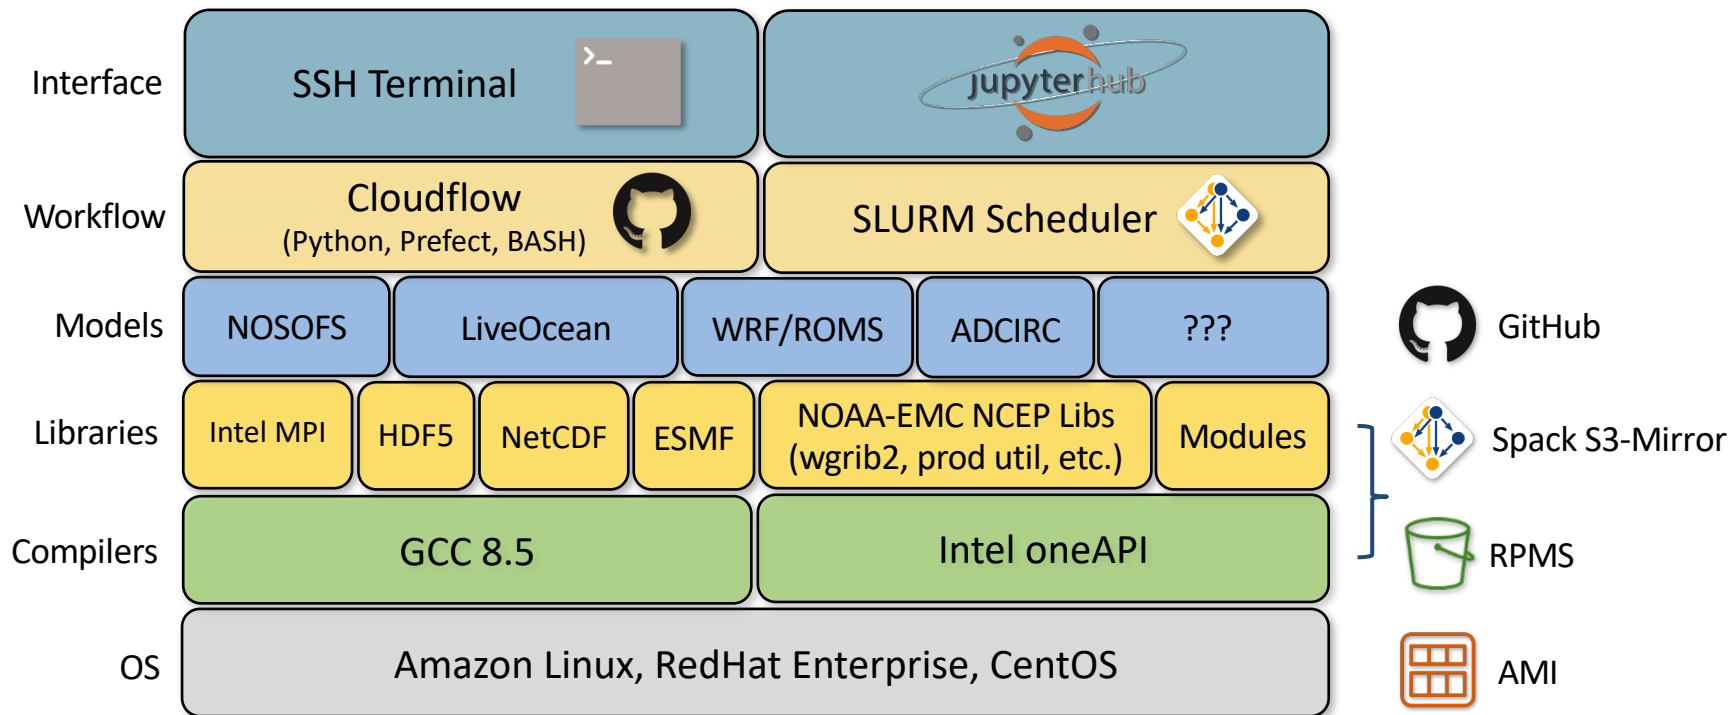 Interface
SSH Terminal
>_
jupyterhub
Workflow
Cloudflow
(Python, Prefect, BASH)
SLURM Scheduler
Models
NOSOFS
LiveOcean
WRF/ROMS
ADCIRC
???
GitHub
Libraries
Intel MPI
HDF5
NetCDF
ESMF
NOAA-EMC NCEP Libs
(wgrib2, prod util, etc.)
Modules
Spack S3-Mirror
Compilers
GCC 8.5
Intel oneAPI
RPMS
OS
Amazon Linux, RedHat Enterprise, CentOS
AMI